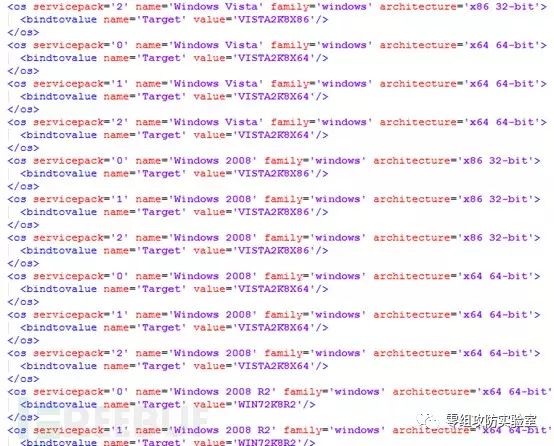 <os servicepack='2' name='Windows Vista' family='windows' architecture='x86 32-bit'>
<bindtovalue name='Target' value='VISTA2K8X86'/>
</os>
<os servicepack='0' name='Windows Vista' family='windows' architecture='x64 64-bit'>
<bindtovalue name='Target' value='VISTA2K8X64'/>
</os>
<os servicepack='1' name='Windows Vista' family='windows' architecture='x64 64-bit'>
<bindtovalue name='Target' value='VISTA2K8X64'/>
</os>
<os servicepack='2' name='Windows Vista' family='windows' architecture='x64 64-bit'>
<bindtovalue name='Target' value='VISTA2K8X64'/>
</os>
<os servicepack='0' name='Windows 2008' family='windows' architecture='x86 32-bit'>
<bindtovalue name='Target' value='VISTA2K8X86'/>
</os>
<os servicepack='1' name='Windows 2008' family='windows' architecture='x86 32-bit'>
<bindtovalue name='Target' value='VISTA2K8X86'/>
</os>
<os servicepack='2' name='Windows 2008' family='windows' architecture='x86 32-bit'>
<bindtovalue name='Target' value='VISTA2K8X86'/>
</os>
<os servicepack='0' name='Windows 2008' family='windows' architecture='x64 64-bit'>
<bindtovalue name='Target' value='VISTA2K8X64'/>
</os>
<os servicepack='1' name='Windows 2008' family='windows' architecture='x64 64-bit'>
<bindtovalue name='Target' value='VISTA2K8X64'/>
</os>
<os servicepack='2' name='Windows 2008' family='windows' architecture='x64 64-bit'>
<bindtovalue name='Target' value='VISTA2K8X64'/>
</os>
<os servicepack='0' name='Windows 2008 R2' family='windows' architecture='x64 64-bit'
<bindtovalue name='Target' value='WIN72K8R2'/>
</os>
<os servicepack='1' name='Windows 2008 R2' family='windows' architecture='x64 64-bit'
<bindtovalue name='Target' value='WIN72K8R2'/>
零组攻防实验室